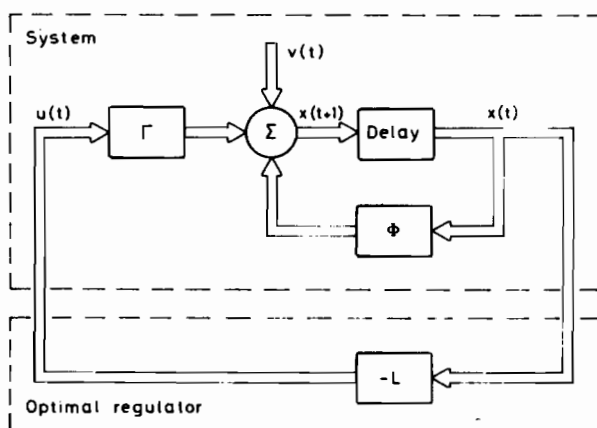 System
v(t)
u(t)
Γ
Σ
x(t+1)
Delay
x(t)
Φ
-L
Optimal regulator